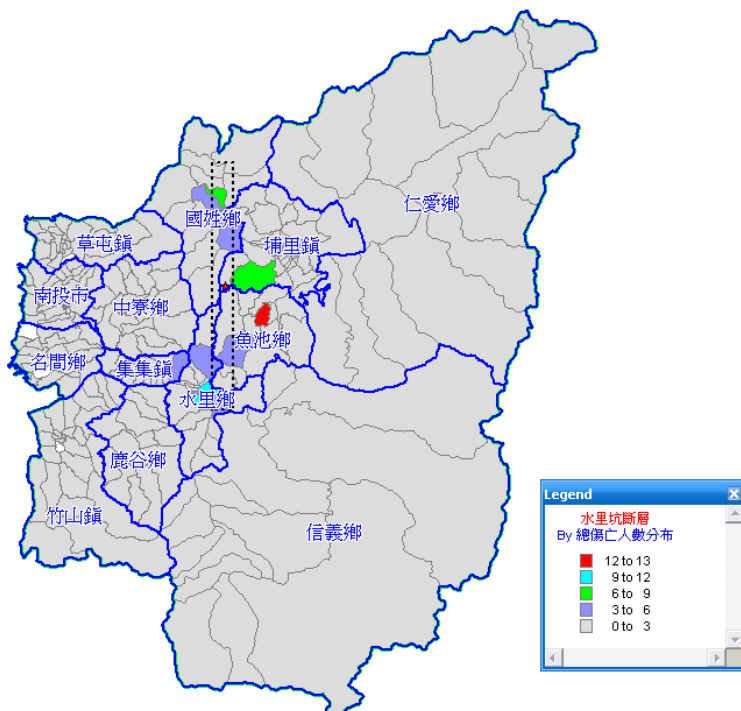 仁愛鄉
國姓鄉
草屯鎮
埔里鎮
南投市
中寮鄉
魚池鄉
名間鄉
集集鎮
水里鄉
鹿谷鄉
竹山鎮
信義鄉
Legend
水里坑斷層
By 總傷亡人數分布
12 to 13
9 to 12
6 to 9
3 to 6
0 to 3